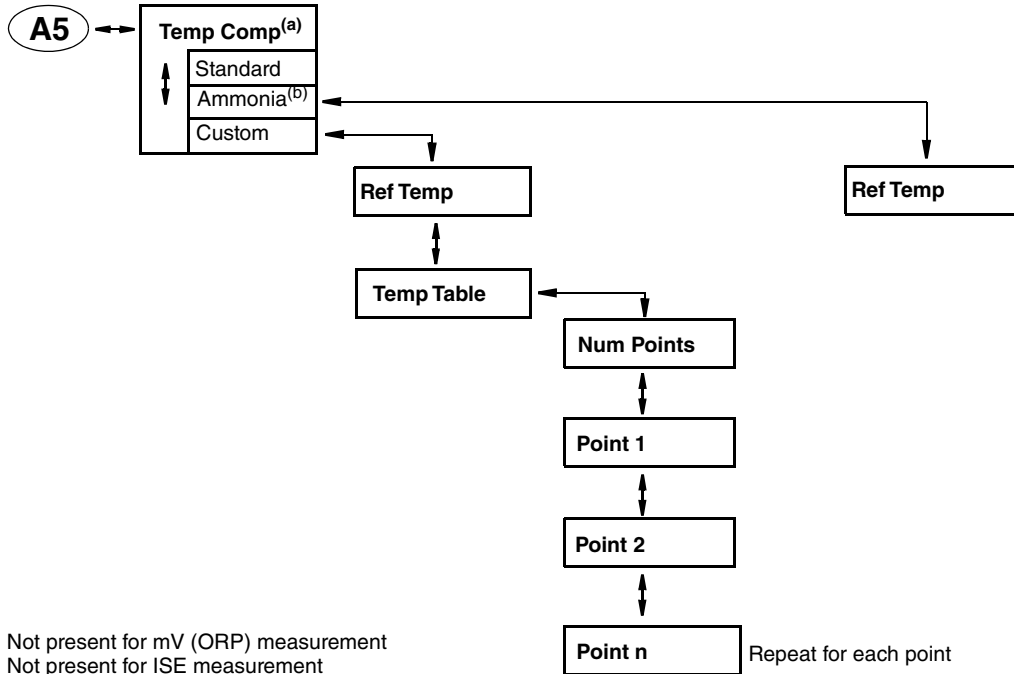 A5
Temp Comp(a)
Standard
Ammonia(b)
Custom
Ref Temp
Ref Temp
Temp Table
Num Points
Point 1
Point 2
Point n
Repeat for each point
Not present for mV (ORP) measurement
Not present for ISE measurement